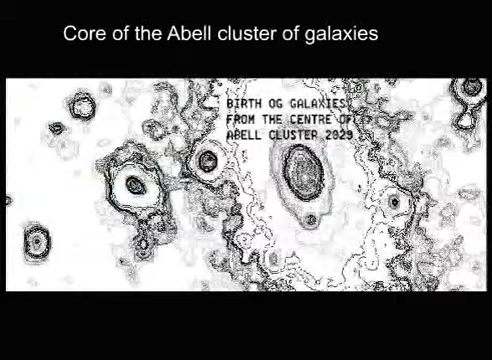 Core of the Abell cluster of galaxies
BIRTH OG GALAXIES
FROM THE CENTRE OF
ABELL CLUSTER 2029